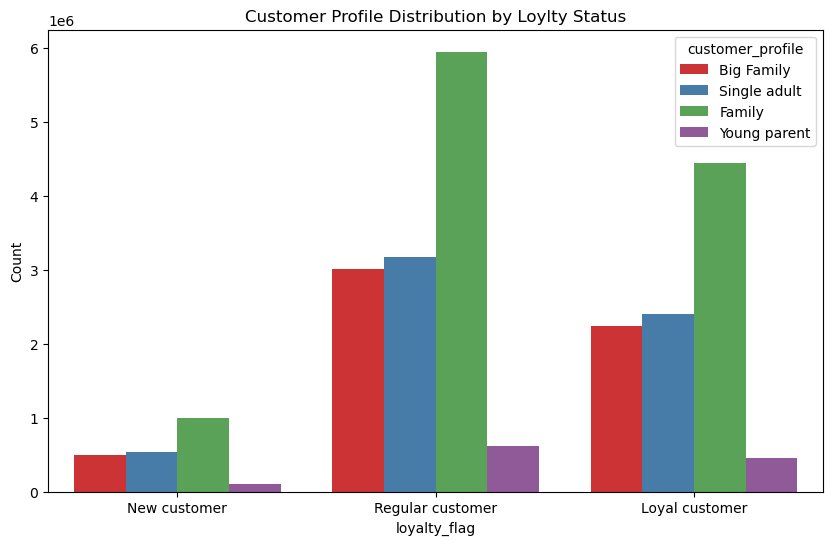 Customer Profile Distribution by Loylty Status
1e6
6
5
4
3
2
1
0
Count
customer_profile
Big Family
Single adult
Family
Young parent
New customer
Regular customer
Loyal customer
loyalty_flag